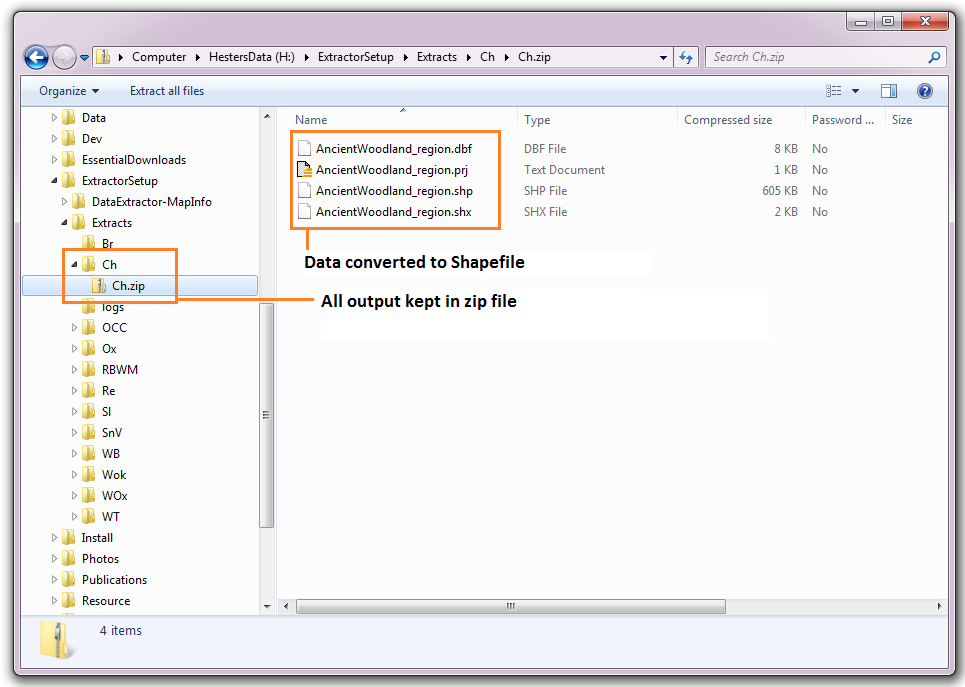 Computer HestersData (H:) ExtractorSetup Extracts Ch Ch.zip
Search Ch.zip
Organize Extract all files
Data
Dev
EssentialDownloads
ExtractorSetup
DataExtractor-MapInfo
Extracts
Br
Ch
Ch.zip
logs
OCC
Ox
RBWM
Re
Sl
SnV
WB
Wok
WOx
WT
Install
Photos
Publications
Resource
Name Type Compressed size Password ... Size
AncientWoodland_region.dbf DBF File 8 KB No
AncientWoodland_region.prj Text Document 1 KB No
AncientWoodland_region.shp SHP File 605 KB No
AncientWoodland_region.shx SHX File 2 KB No
Data converted to Shapefile
All output kept in zip file
4 items